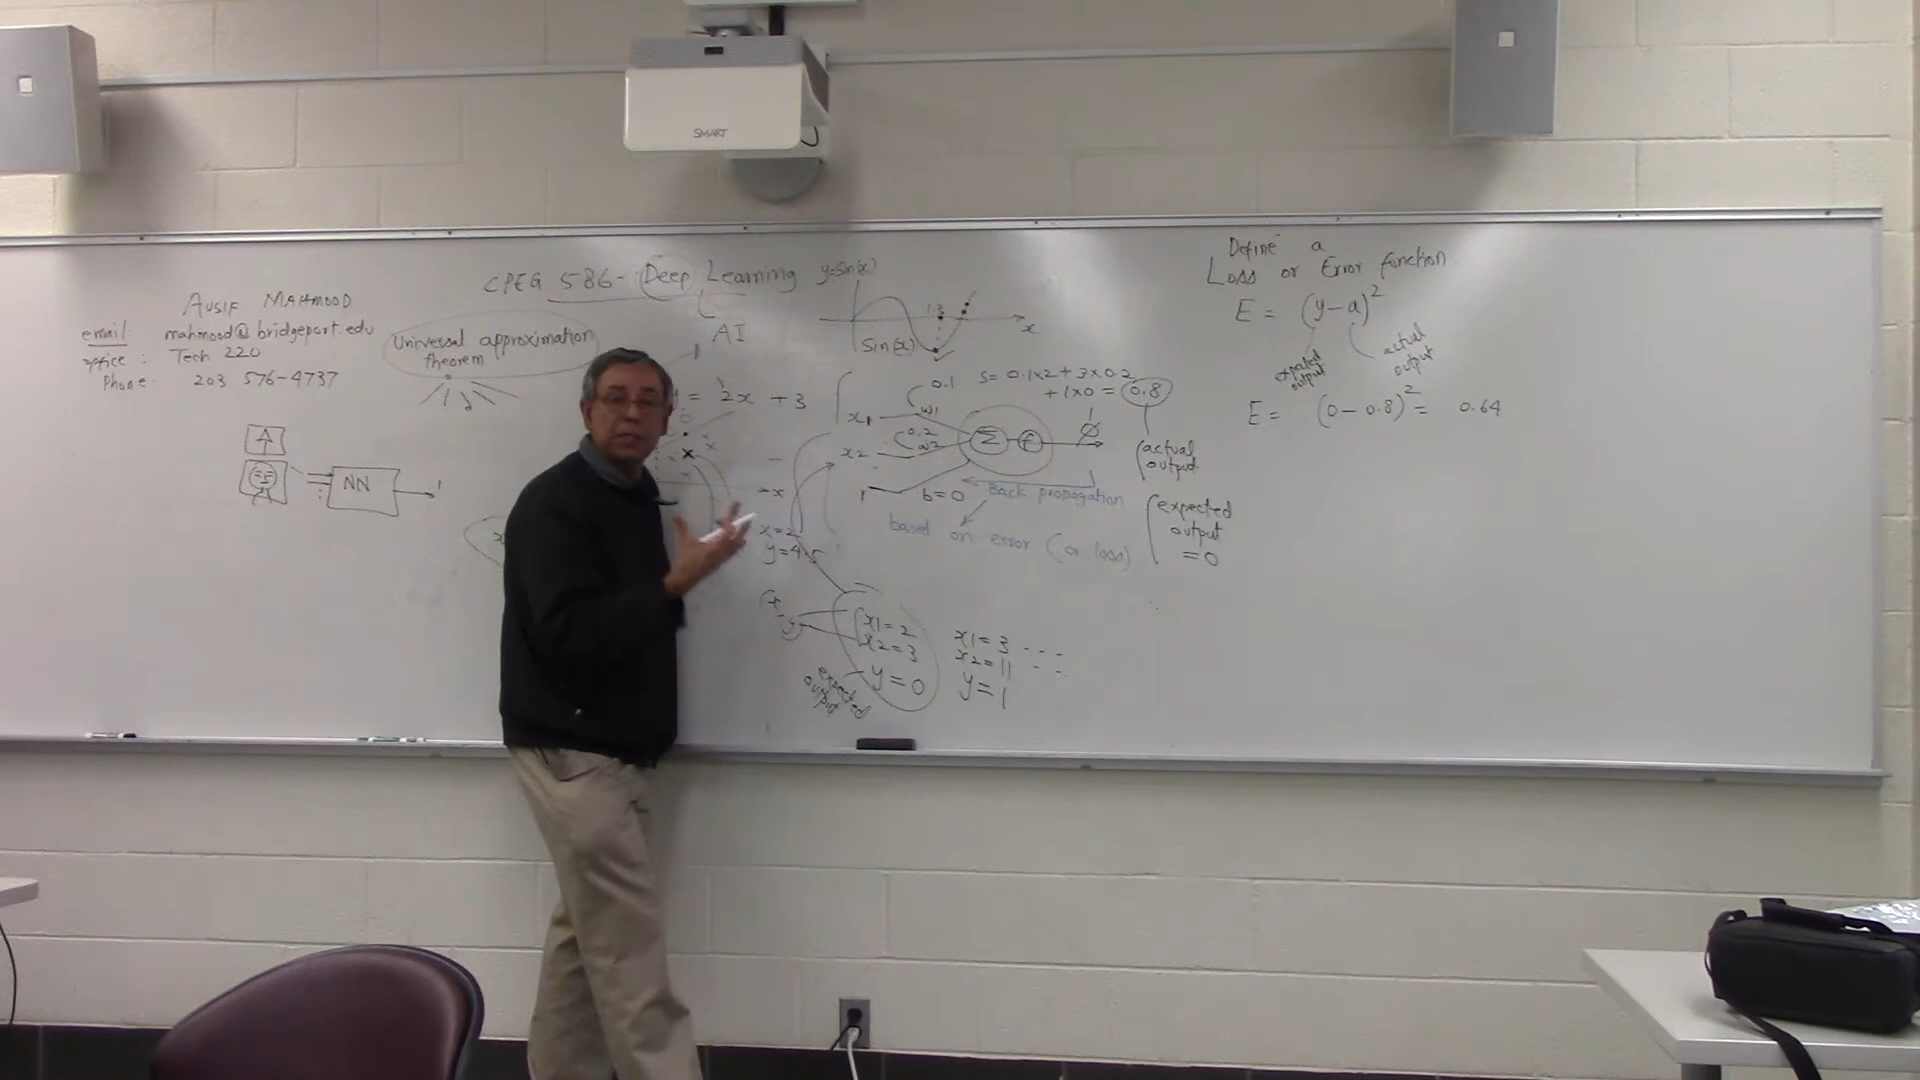 SMART
CPEG 586 - Deep Learning
AI
AUSIF MAHMOOD
email: mahmood@bridgeport.edu
office: Tech 220
Phone: 203 576-4737
Universal approximation
theorem
A
NN
1
= 2x + 3
y=Sin(x)
1.3
x
Sin(x)
x1
0.1
w1
x2
0.2
w2
1
b=0
Σ
f
S= 0.1x2 + 3x0.2
+ 1x0 = 0.8
actual
output
expected
output
=0
Back propagation
based on error (or loss)
x=2
y=4.5
x1=2
x2=3
y=0
expected
output
x1=3 ---
x2=11 --
y=1
Define a
Loss or Error function
E = (y-a)²
expected
output
actual
output
E = (0-0.8)² = 0.64